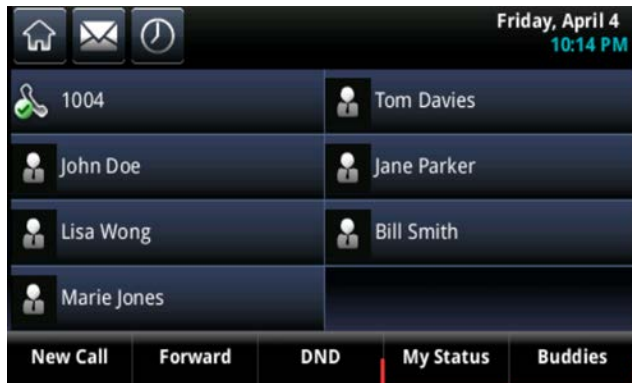 Friday, April 4
10:14 PM
1004
Tom Davies
John Doe
Jane Parker
Lisa Wong
Bill Smith
Marie Jones
New Call Forward DND My Status Buddies